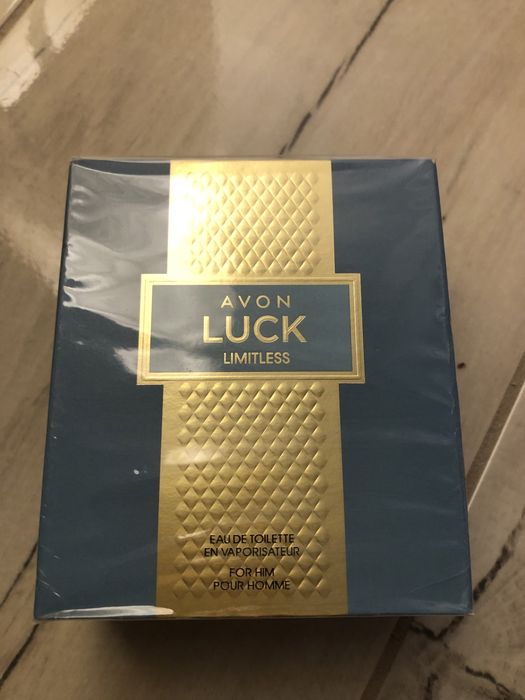 AVON
LUCK
LIMITLESS
EAU DE TOILETTE
EN VAPORISATEUR
FOR HIM
POUR HOMME